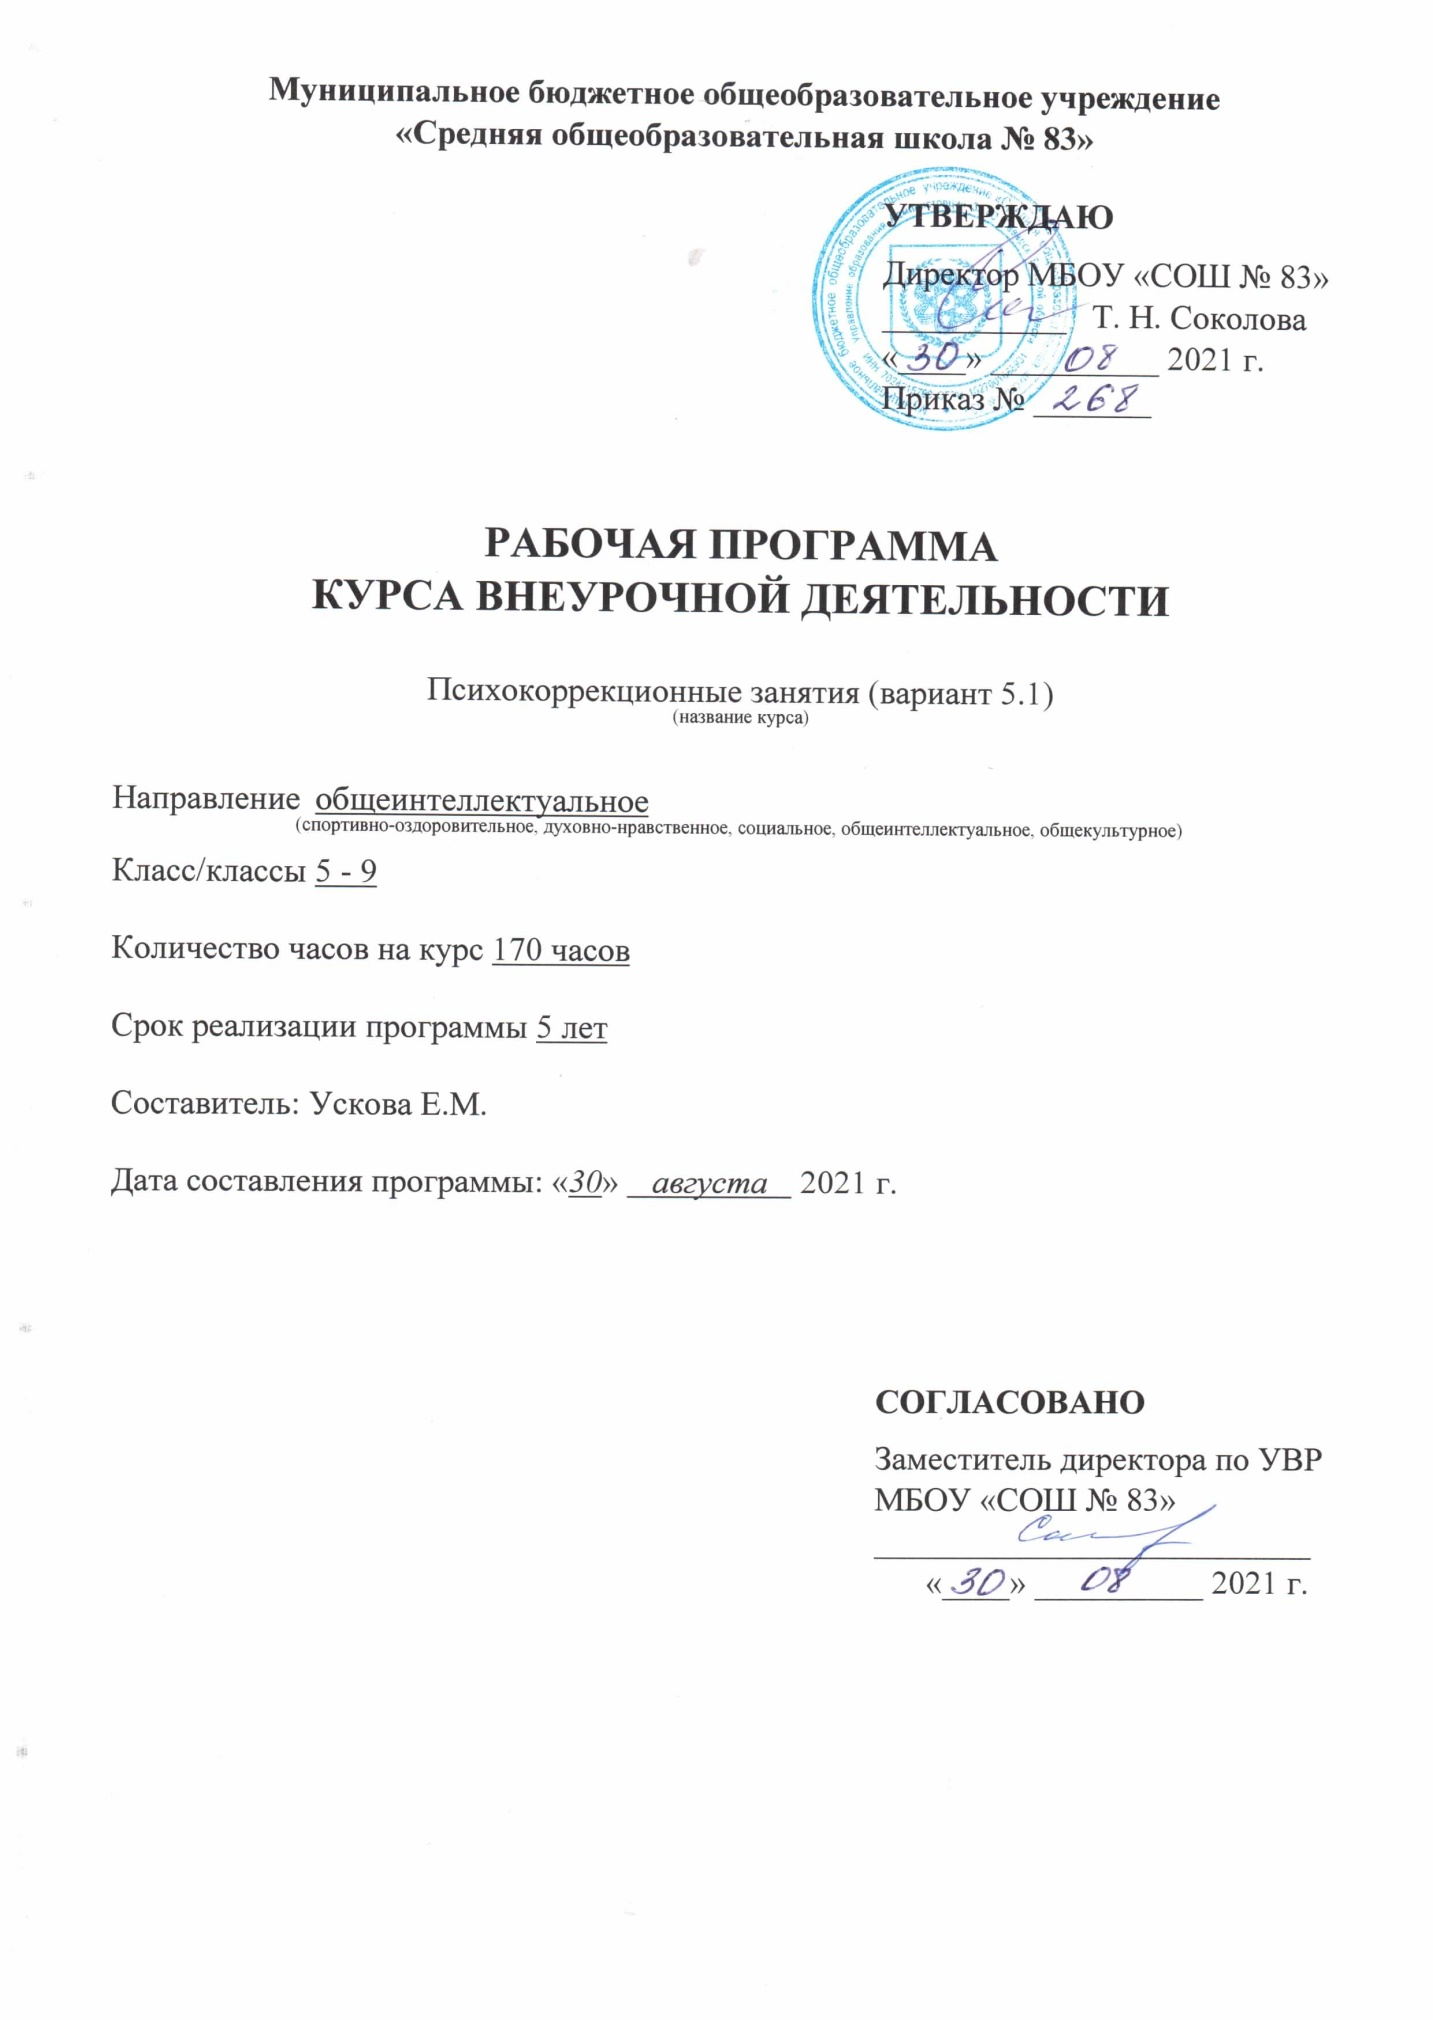 Муниципальное бюджетное общеобразовательное учреждение
«Средняя общеобразовательная школа № 83»
УТВЕРЖДАЮ
Директор МБОУ «СОШ № 83»
____________ Т. Н. Соколова
«30» 08 2021 г.
Приказ № 268
РАБОЧАЯ ПРОГРАММА
КУРСА ВНЕУРОЧНОЙ ДЕЯТЕЛЬНОСТИ
Психокоррекционные занятия (вариант 5.1)
(название курса)
Направление общеинтеллектуальное
(спортивно-оздоровительное, духовно-нравственное, социальное, общеинтеллектуальное, общекультурное)
Класс/классы 5 - 9
Количество часов на курс 170 часов
Срок реализации программы 5 лет
Составитель: Ускова Е.М.
Дата составления программы: «30» августа 2021 г.
СОГЛАСОВАНО
Заместитель директора по УВР
МБОУ «СОШ № 83»
«30» 08 2021 г.